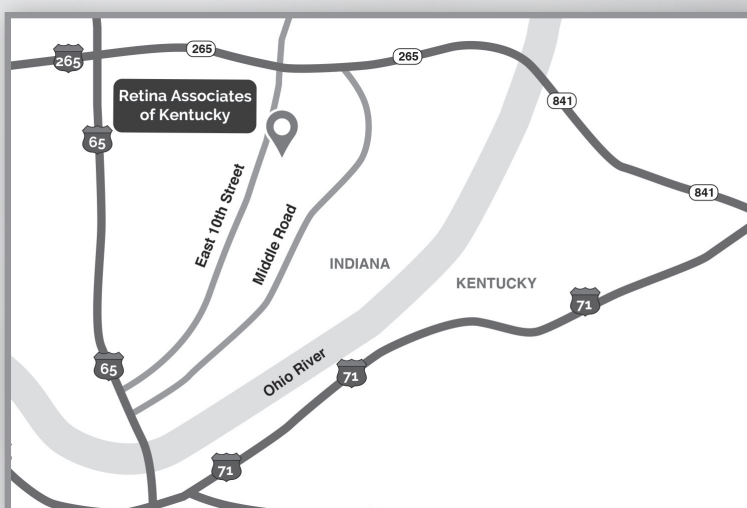 265
265
265
841
Retina Associates
of Kentucky
65
841
East 10th Street
Middle Road
INDIANA
KENTUCKY
71
65
Ohio River
71
71